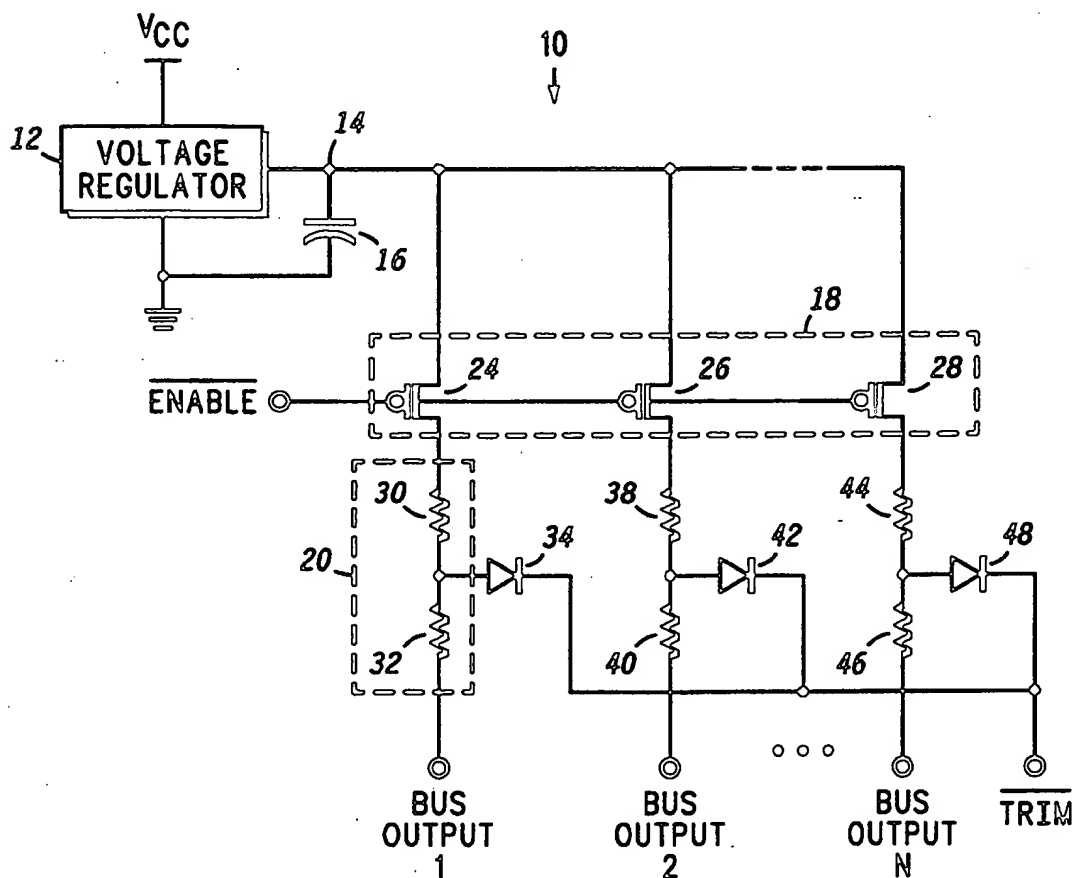 VCC
10
12
VOLTAGE
REGULATOR
14
16
18
24
26
28
ENABLE
30
38
44
20
34
42
48
32
40
46
BUS
OUTPUT
1
BUS
OUTPUT
2
BUS
OUTPUT
N
TRIM